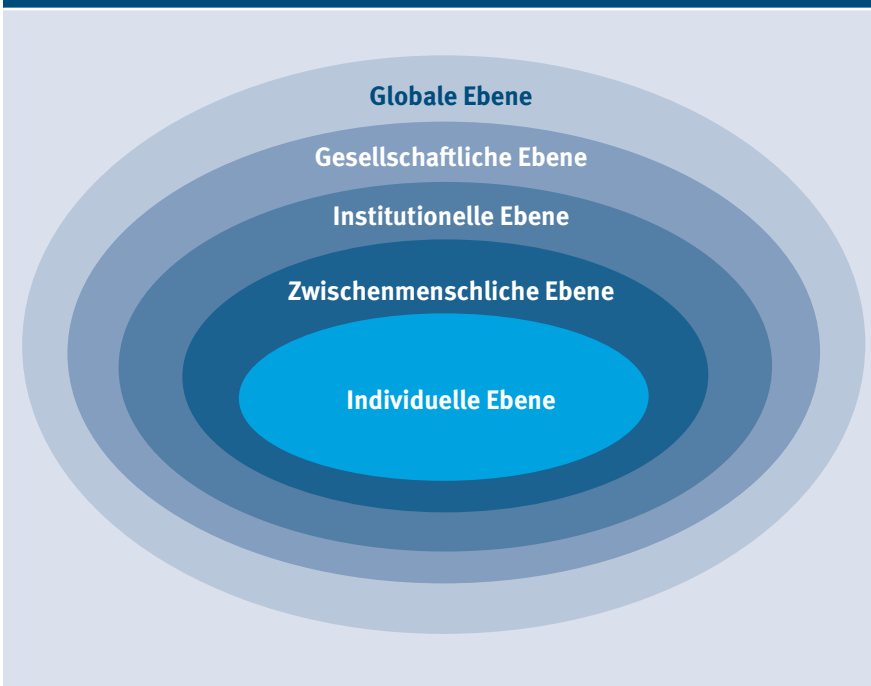 Globale Ebene
Gesellschaftliche Ebene
Institutionelle Ebene
Zwischenmenschliche Ebene
Individuelle Ebene